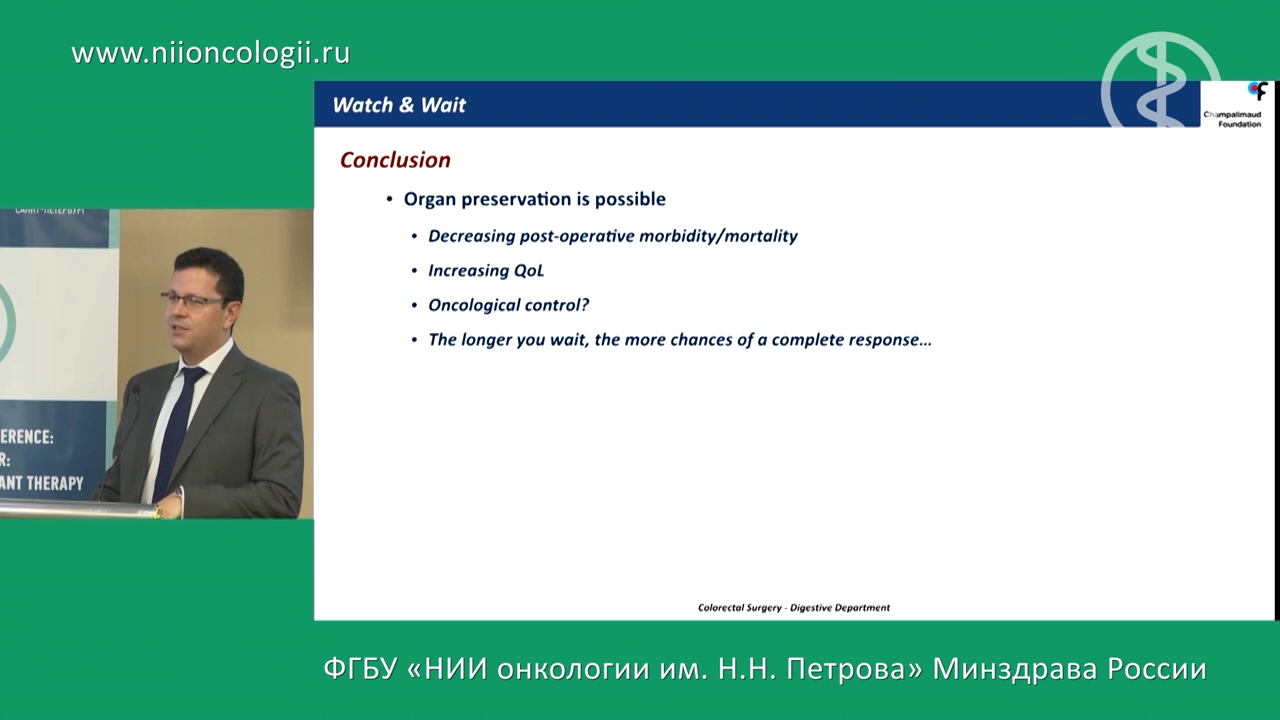 www.niioncologii.ru
Watch & Wait
Champalimaud
Foundation
Conclusion
• Organ preservation is possible
• Decreasing post-operative morbidity/mortality
• Increasing QoL
• Oncological control?
• The longer you wait, the more chances of a complete response...
Colorectal Surgery - Digestive Department
САНКТ-ПЕТЕРБУРГ
ERENCE:
R:
ANT THERAPY
ФГБУ «НИИ онкологии им. Н.Н. Петрова» Минздрава России